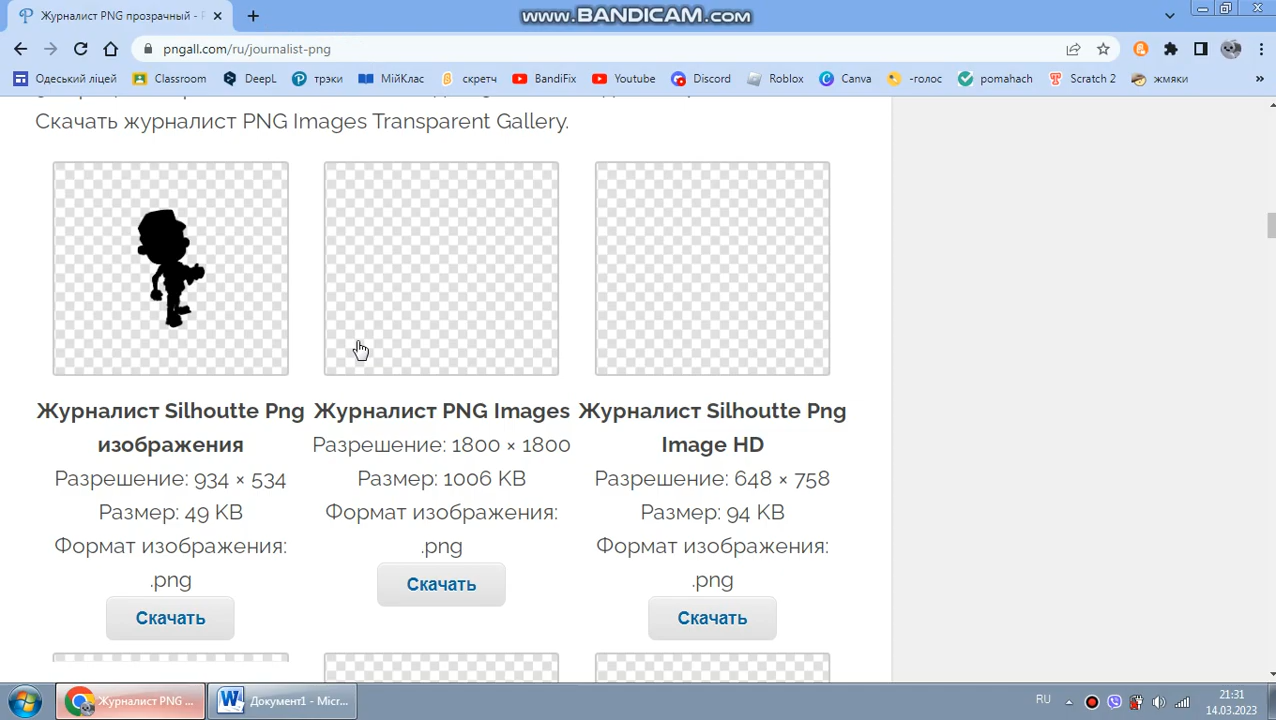 Журналист PNG прозрачный -
www.BANDICAM.com
pngall.com/ru/journalist-png
Одеський ліцей
Classroom
DeepL
трэки
МійКлас
скретч
BandiFix
Youtube
Discord
Roblox
Canva
-голос
pomahach
Scratch 2
жмяки
»
Скачать журналист PNG Images Transparent Gallery.
Журналист Silhoutte Png
изображения
Разрешение: 934 × 534
Размер: 49 KB
Формат изображения:
.png
Скачать
Журналист PNG Images
Разрешение: 1800 × 1800
Размер: 1006 KB
Формат изображения:
.png
Скачать
Журналист Silhoutte Png
Image HD
Разрешение: 648 × 758
Размер: 94 KB
Формат изображения:
.png
Скачать
Журналист PNG ...
Документ1 - Micr...
RU
21:31
14.03.2023